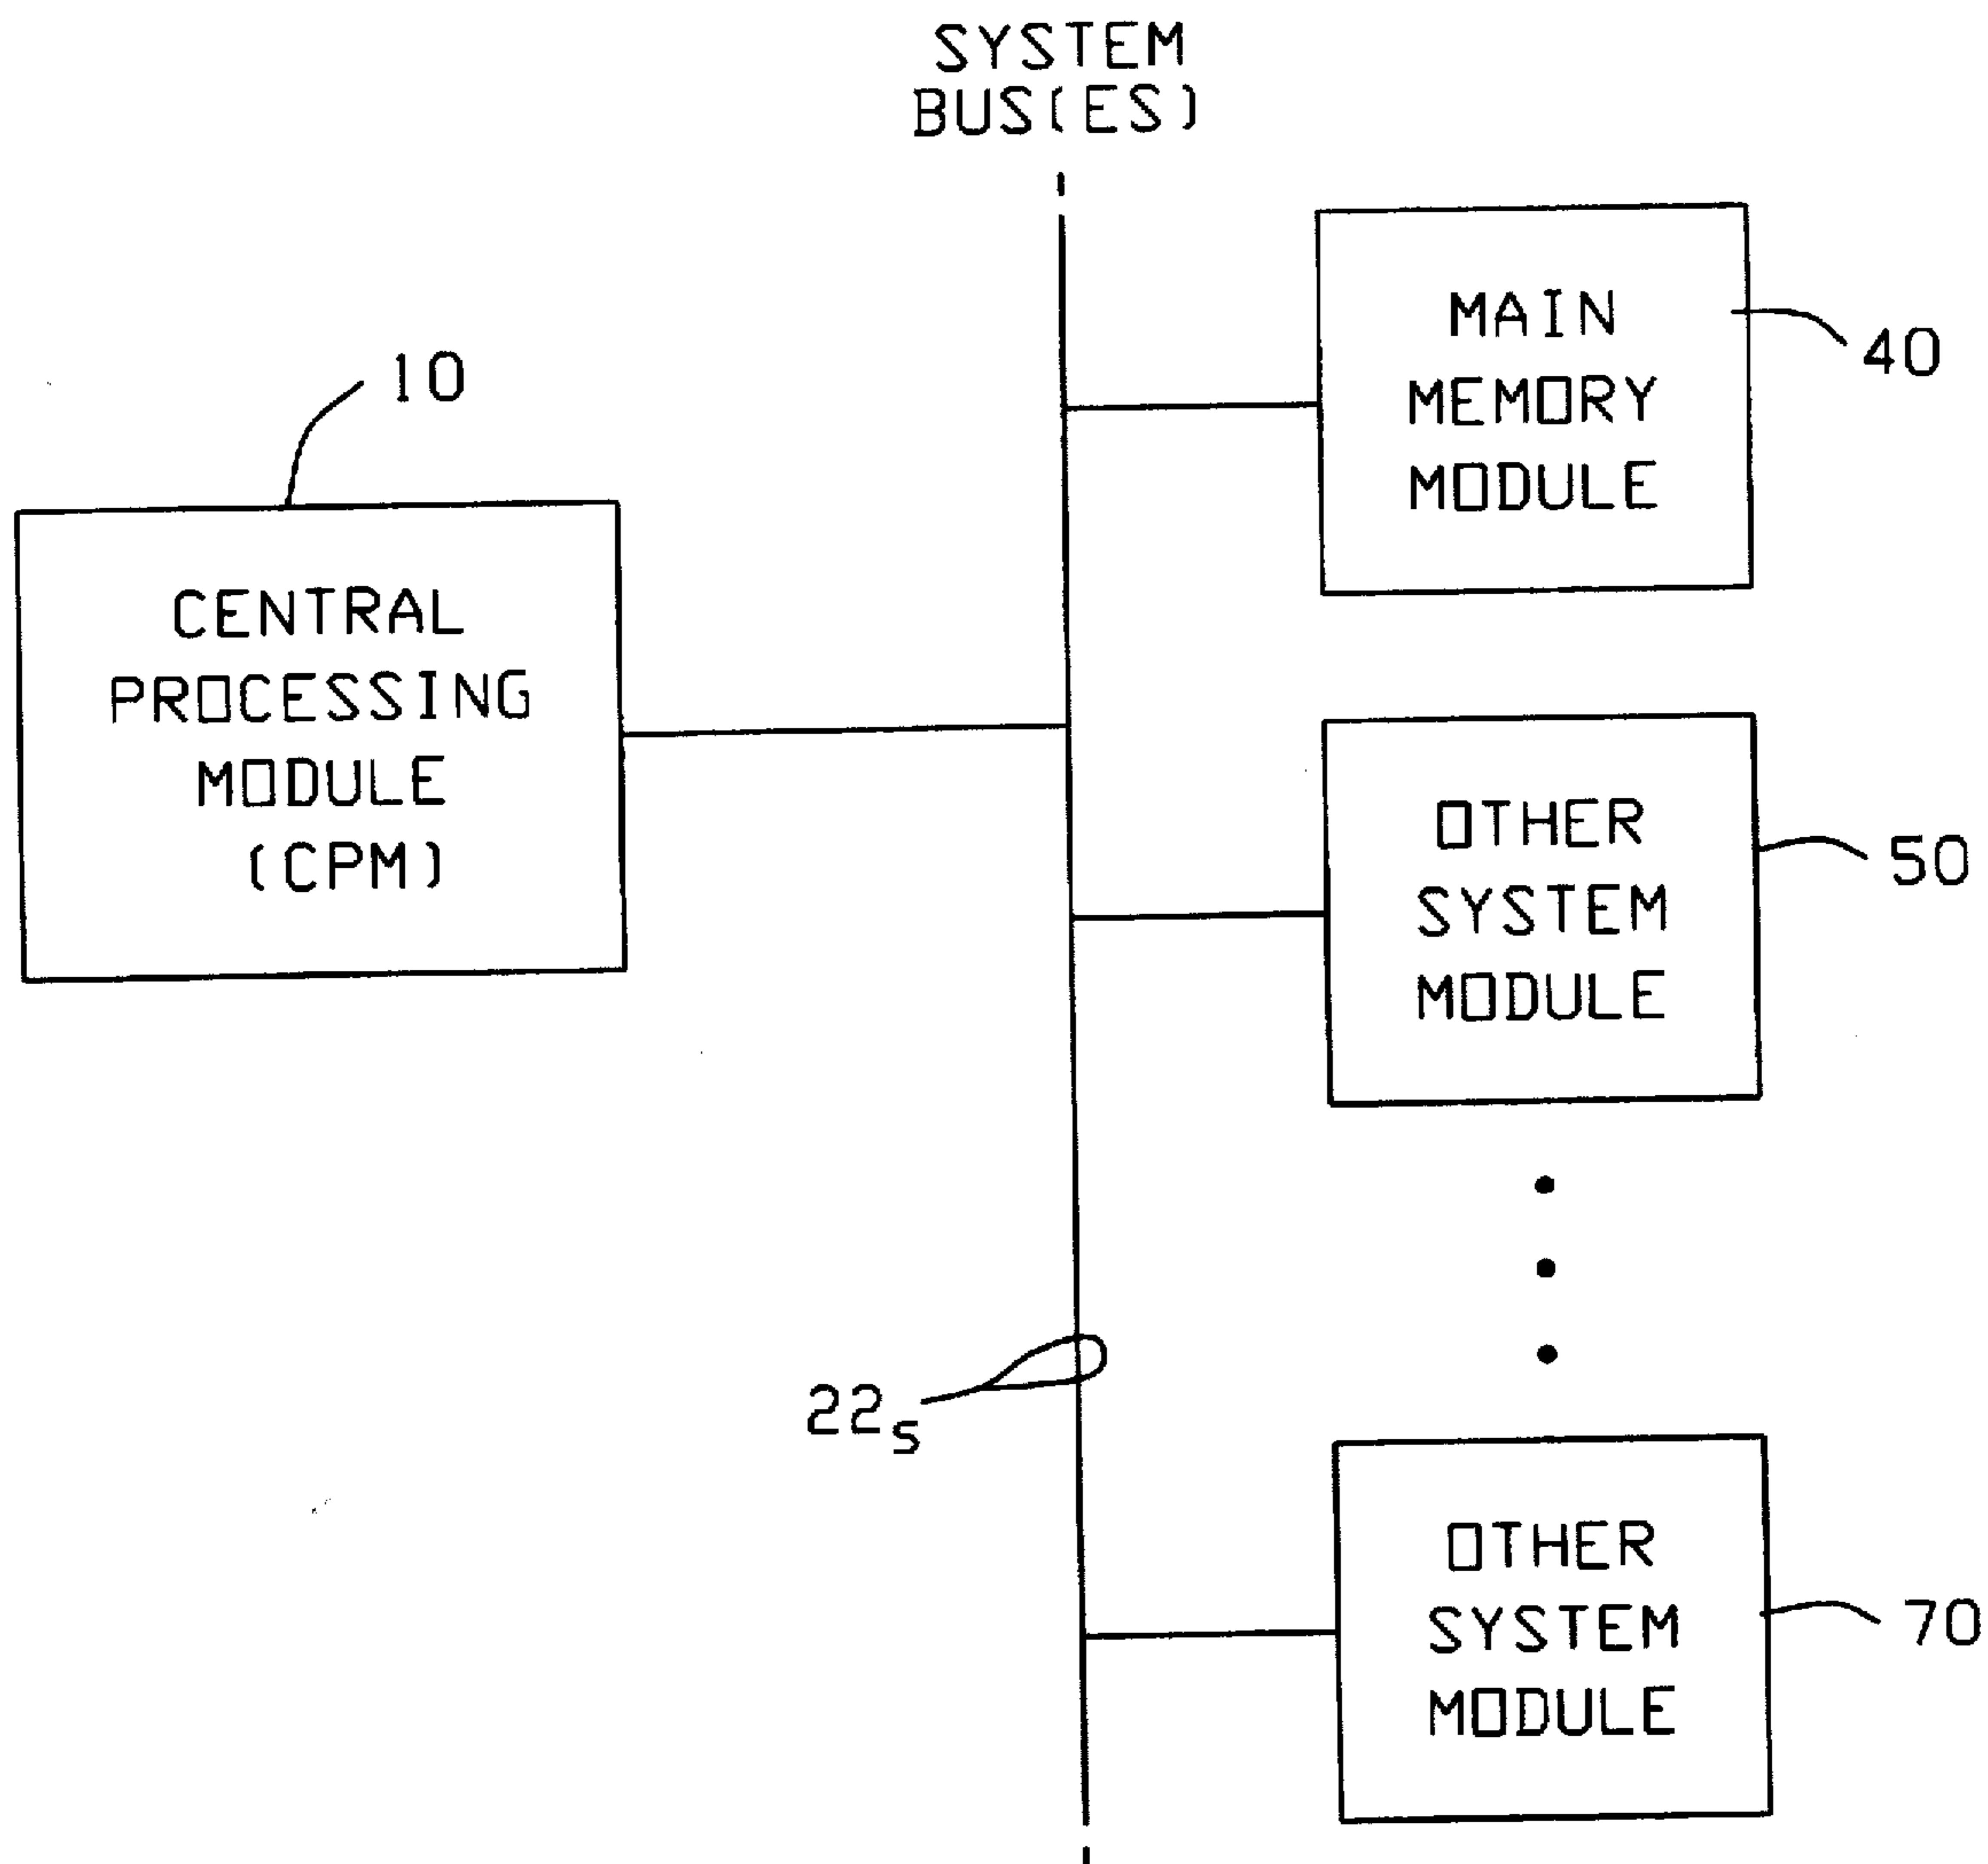 SYSTEM
BUS(ES)
MAIN
MEMORY
MODULE
40
10
CENTRAL
PROCESSING
MODULE
(CPM)
OTHER
SYSTEM
MODULE
50
22s
OTHER
SYSTEM
MODULE
70